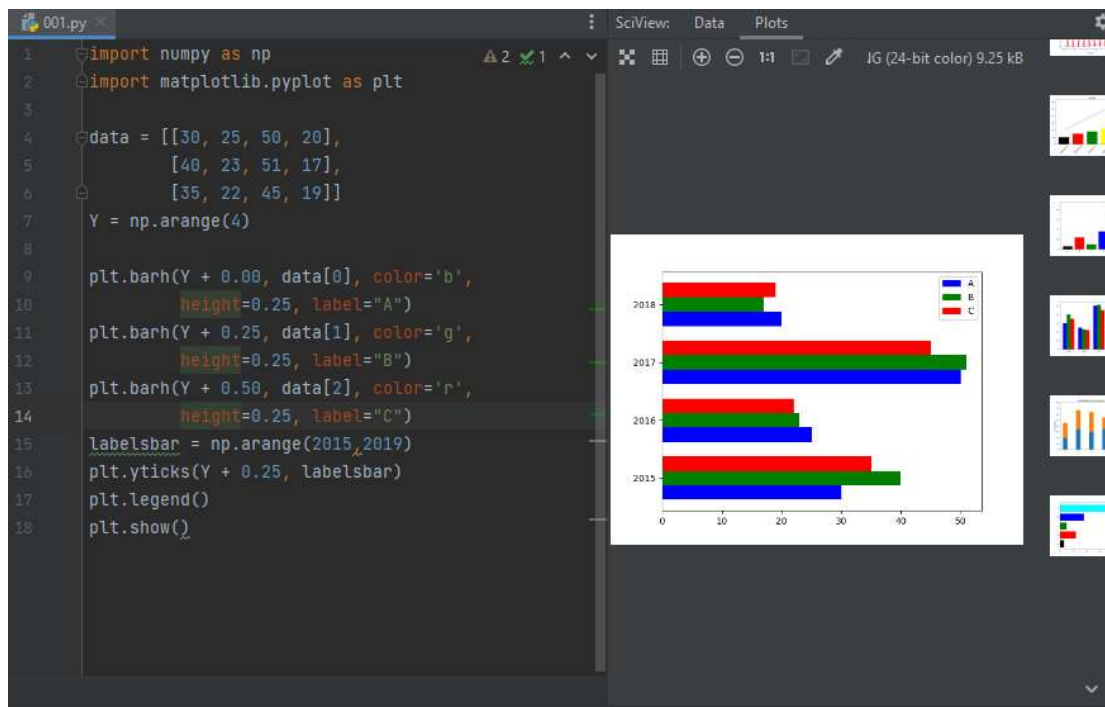 001.py
1 import numpy as np
2 import matplotlib.pyplot as plt
3
4 data = [[30, 25, 50, 20],
5 [40, 23, 51, 17],
6 [35, 22, 45, 19]]
7 Y = np.arange(4)
8
9 plt.barh(Y + 0.00, data[0], color='b',
10 height=0.25, label="A")
11 plt.barh(Y + 0.25, data[1], color='g',
12 height=0.25, label="B")
13 plt.barh(Y + 0.50, data[2], color='r',
14 height=0.25, label="C")
15 labelsbar = np.arange(2015,2019)
16 plt.yticks(Y + 0.25, labelsbar)
17 plt.legend()
18 plt.show()
2 1
SciView: Data Plots
1:1 (24-bit color) 9.25 kB
A
B
C
2018
2017
2016
2015
0 10 20 30 40 50